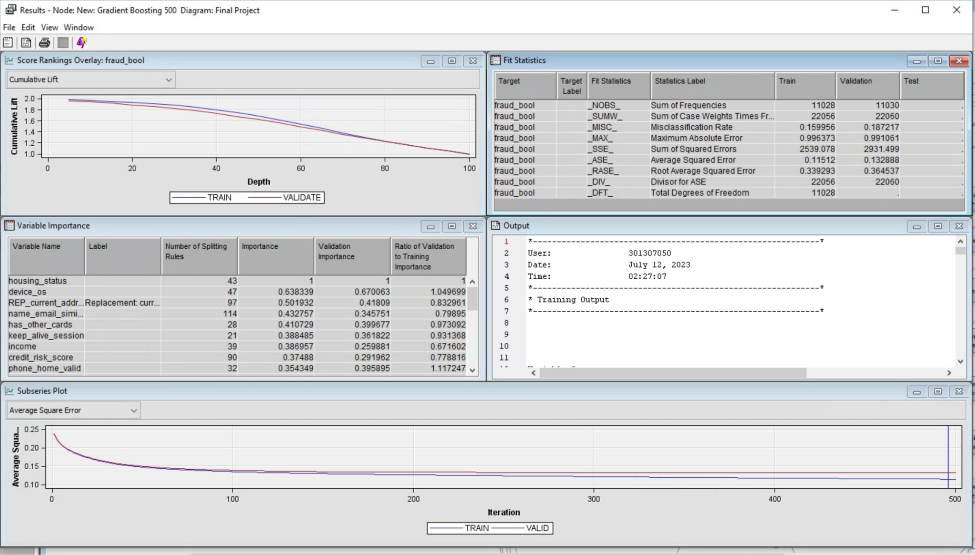 Results - Node: New: Gradient Boosting 500 Diagram: Final Project
File Edit View Window
Score Rankings Overlay: fraud_bool
Cumulative Lift
Cumulative Lift
2.0
1.8
1.6
1.4
1.2
1.0
0 20 40 60 80 100
Depth
TRAIN VALIDATE
Fit Statistics
Target Target Label Fit Statistics Statistics Label Train Validation Test
fraud_bool _NOBS_ Sum of Frequencies 11028 11030 .
fraud_bool _SUMW_ Sum of Case Weights Times Fr... 22056 22060 .
fraud_bool _MISC_ Misclassification Rate 0.159956 0.187217 .
fraud_bool _MAX_ Maximum Absolute Error 0.996373 0.991061 .
fraud_bool _SSE_ Sum of Squared Errors 2539.078 2931.499 .
fraud_bool _ASE_ Average Squared Error 0.11512 0.132888 .
fraud_bool _RASE_ Root Average Squared Error 0.339293 0.364537 .
fraud_bool _DIV_ Divisor for ASE 22056 22060 .
fraud_bool _DFT_ Total Degrees of Freedom 11028 . .
Variable Importance
Variable Name Label Number of Splitting Rules Importance Validation Importance Ratio of Validation to Training Importance
housing_status 43 1 1 1
device_os 47 0.638339 0.670063 1.049699
REP_current_addr... Replacement: curr... 97 0.501932 0.41809 0.832961
name_email_simi... 114 0.432757 0.345751 0.79895
has_other_cards 28 0.410729 0.399677 0.973092
keep_alive_session 21 0.388485 0.361822 0.931368
income 39 0.386957 0.259881 0.671602
credit_risk_score 90 0.37488 0.291962 0.778816
phone_home_valid 32 0.354349 0.395895 1.117247
Output
1 *------------------------------------------------------------*
2 User: 301307050
3 Date: July 12, 2023
4 Time: 02:27:07
5 *------------------------------------------------------------*
6 * Training Output
7 *------------------------------------------------------------*
8
9
10
11
Subseries Plot
Average Square Error
Average Squa...
0.25
0.20
0.15
0.10
0 100 200 300 400 500
Iteration
TRAIN VALID